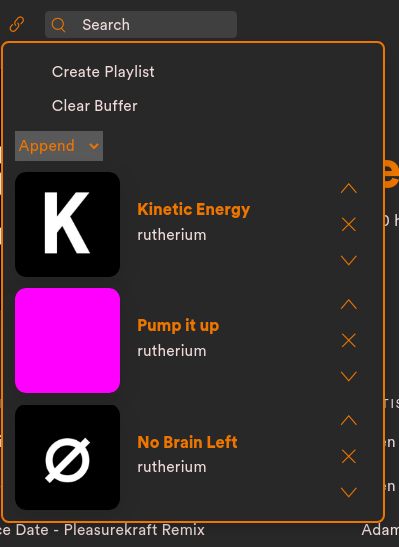 Search
Create Playlist
Clear Buffer
Append
K
Kinetic Energy
rutherium
Pump it up
rutherium
Ø
No Brain Left
rutherium
ce Date - Pleasurekraft Remix
Adam